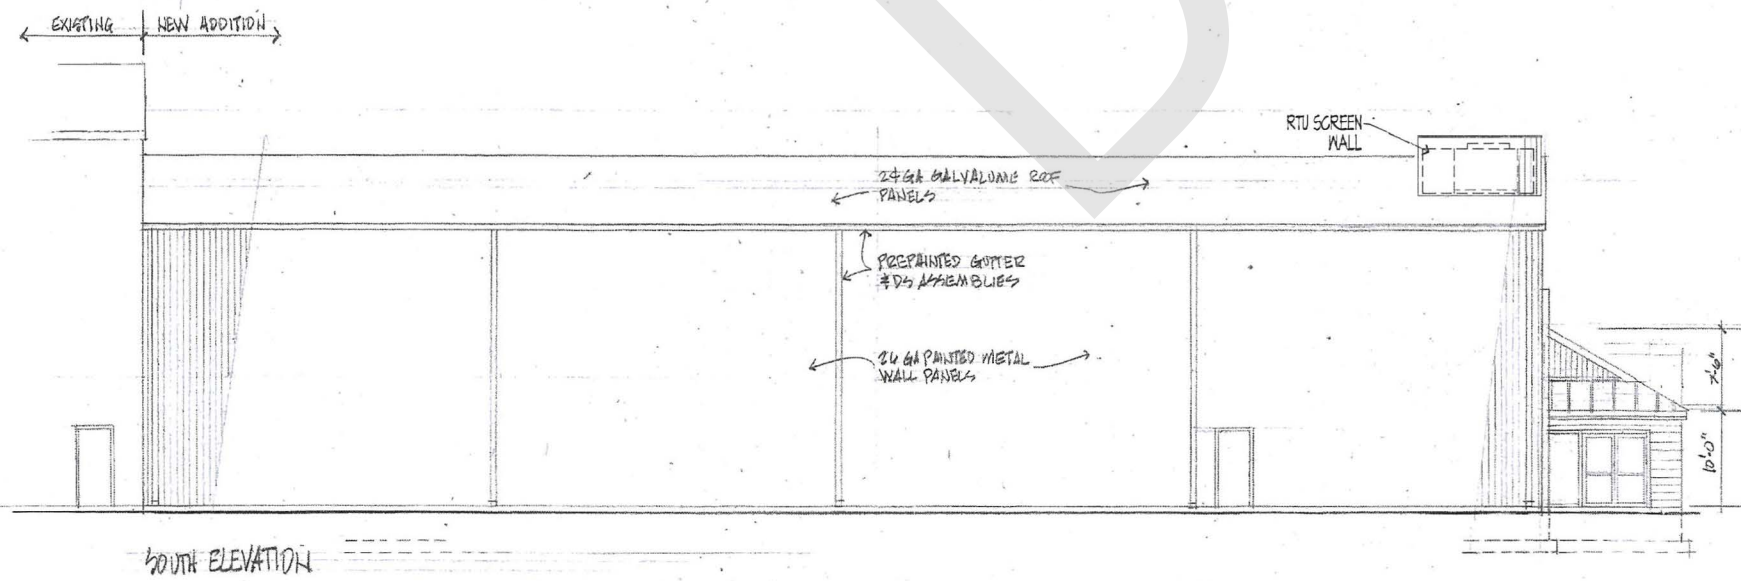 EXISTING
NEW ADDITION
RTU SCREEN
WALL
24 GA GALVALUME ROOF
PANELS
PREPAINTED GUTTER
& DS ASSEMBLIES
26 GA PAINTED METAL
WALL PANELS
7'-6"
10'-0"
SOUTH ELEVATION